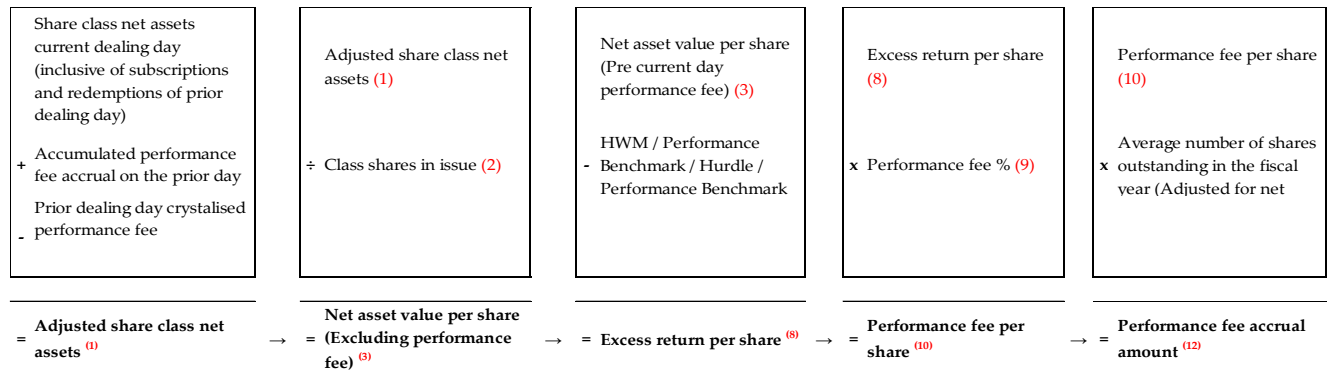 Share class net assets
current dealing day
(inclusive of subscriptions
and redemptions of prior
dealing day)
+ Accumulated performance
fee accrual on the prior day
Prior dealing day crystalised
- performance fee
= Adjusted share class net
assets (1)
→
Adjusted share class net
assets (1)
÷ Class shares in issue (2)
Net asset value per share
= (Excluding performance
fee) (3)
→
Net asset value per share
(Pre current day
performance fee) (3)
HWM / Performance
- Benchmark / Hurdle /
Performance Benchmark
= Excess return per share (8)
→
Excess return per share
(8)
x Performance fee % (9)
= Performance fee per
share (10)
→
Performance fee per share
(10)
Average number of shares
x outstanding in the fiscal
year (Adjusted for net
= Performance fee accrual
amount (12)